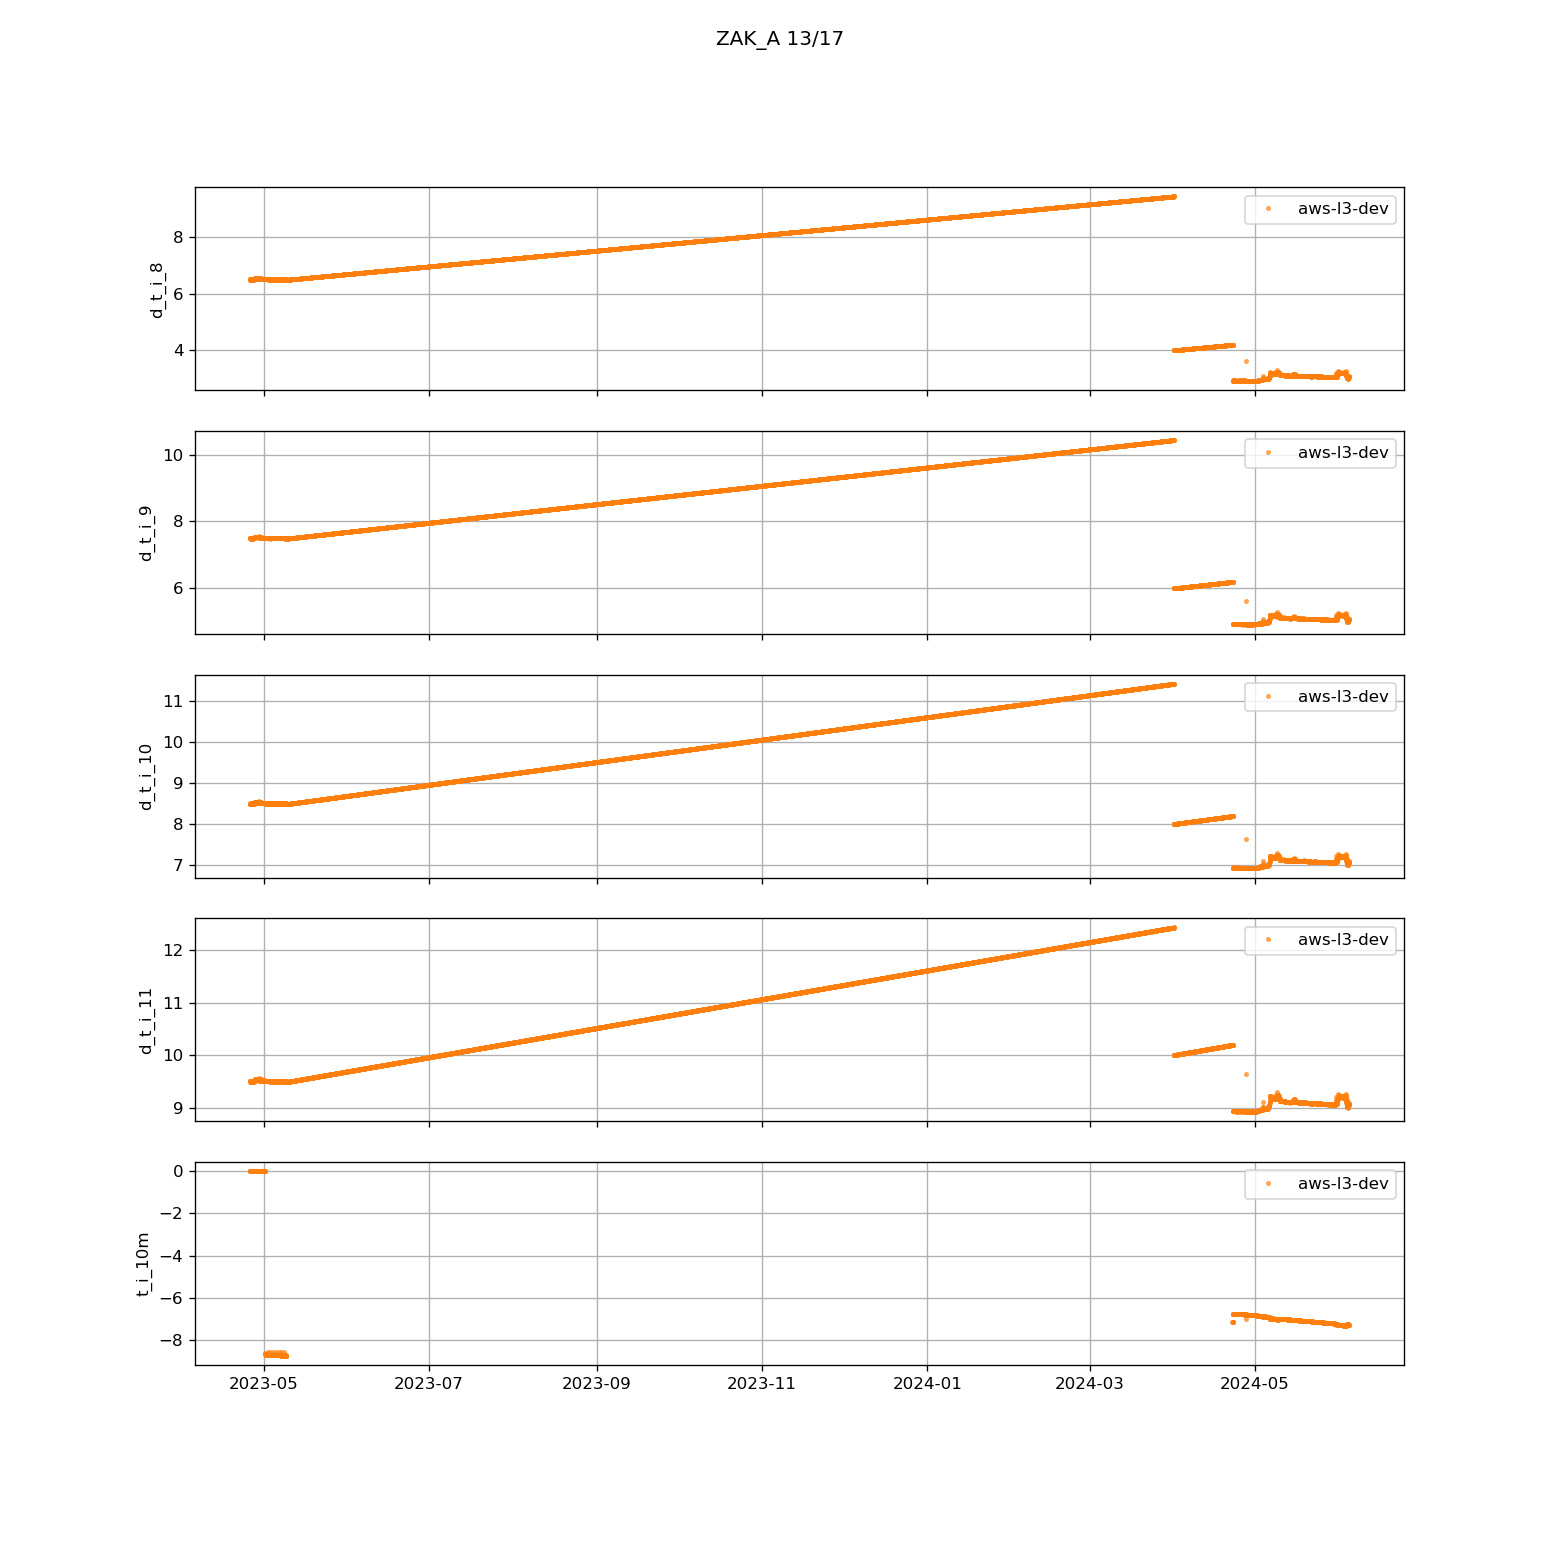 ZAK_A 13/17
8
6
4
d_t_i_8
aws-l3-dev
10
8
6
d_t_i_9
aws-l3-dev
11
10
9
8
7
d_t_i_10
aws-l3-dev
12
11
10
9
d_t_i_11
aws-l3-dev
0
−2
−4
−6
−8
t_i_10m
aws-l3-dev
2023-05 2023-07 2023-09 2023-11 2024-01 2024-03 2024-05